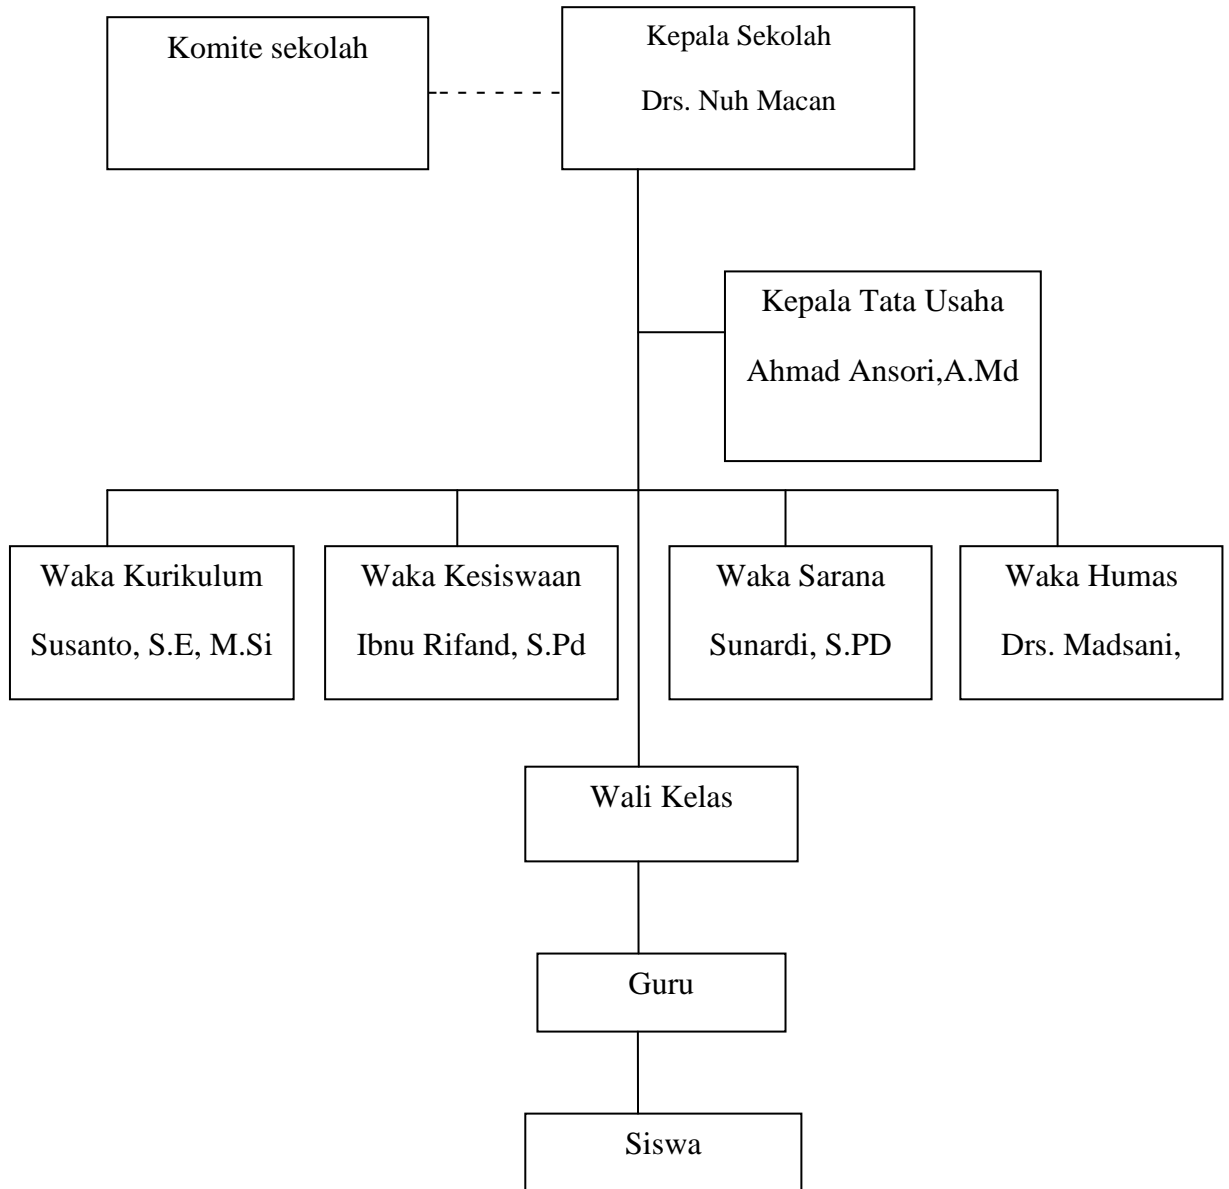 Komite sekolah
Kepala Sekolah
Drs. Nuh Macan
Kepala Tata Usaha
Ahmad Ansori,A.Md
Waka Kurikulum
Susanto, S.E, M.Si
Waka Kesiswaan
Ibnu Rifand, S.Pd
Waka Sarana
Sunardi, S.PD
Waka Humas
Drs. Madsani,
Wali Kelas
Guru
Siswa